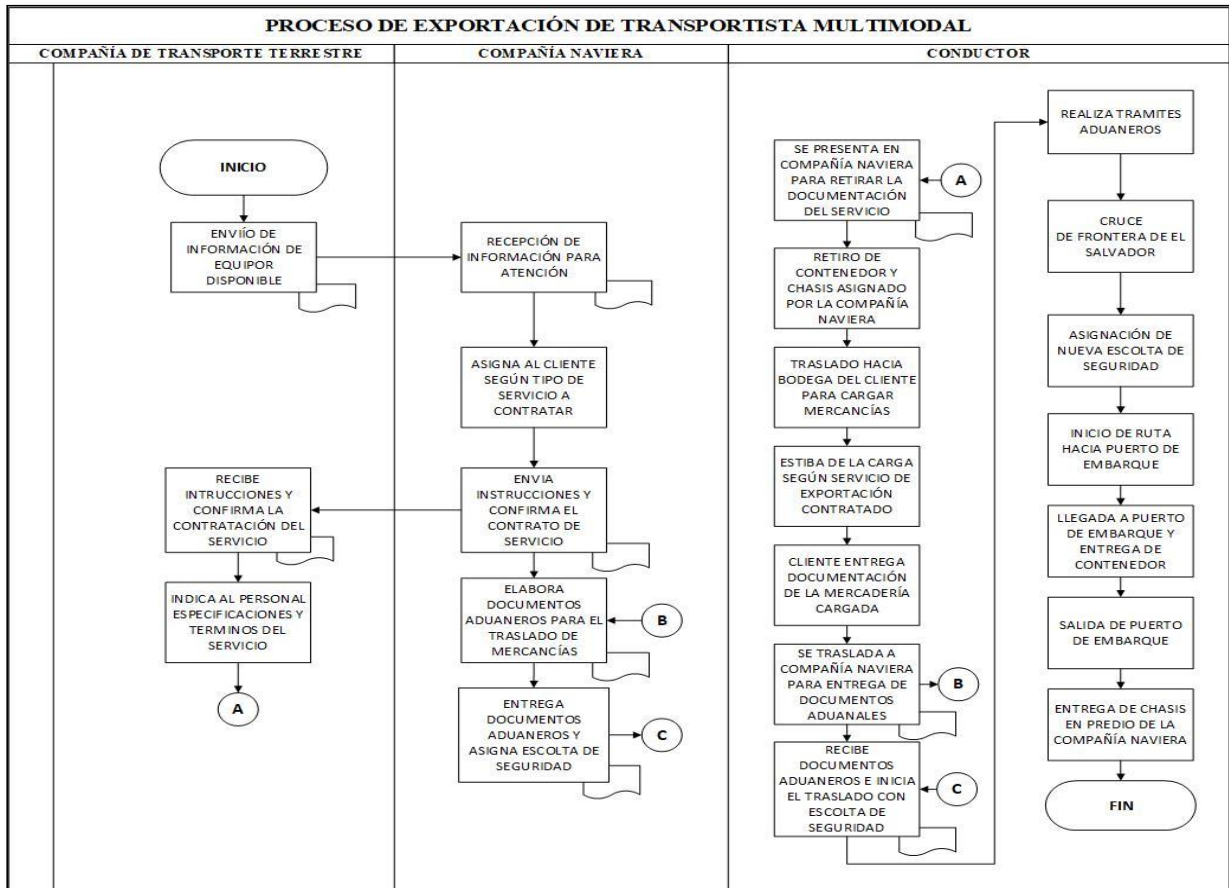 PROCESO DE EXPORTACIÓN DE TRANSPORTISTA MULTIMODAL
COMPAÑÍA DE TRANSPORTE TERRESTRE
COMPAÑÍA NAVIERA
CONDUCTOR
INICIO
ENVÍO DE
INFORMACIÓN DE
EQUIPOR
DISPONIBLE
RECIBE
INTRUCCIONES Y
CONFIRMA LA
CONTRATACIÓN DEL
SERVICIO
INDICA AL PERSONAL
ESPECIFICACIONES Y
TERMINOS DEL
SERVICIO
A
RECEPCIÓN DE
INFORMACIÓN PARA
ATENCIÓN
ASIGNA AL CLIENTE
SEGÚN TIPO DE
SERVICIO A
CONTRATAR
ENVIA
INSTRUCCIONES Y
CONFIRMA EL
CONTRATO DE
SERVICIO
ELABORA
DOCUMENTOS
ADUANEROS PARA EL
TRASLADO DE
MERCANCÍAS
B
ENTREGA
DOCUMENTOS
ADUANEROS Y
ASIGNA ESCOLTA DE
SEGURIDAD
C
SE PRESENTA EN
COMPAÑÍA NAVIERA
PARA RETIRAR LA
DOCUMENTACIÓN
DEL SERVICIO
A
RETIRO DE
CONTENEDOR Y
CHASIS ASIGNADO
POR LA COMPAÑÍA
NAVIERA
TRASLADO HACIA
BODEGA DEL CLIENTE
PARA CARGAR
MERCANCÍAS
ESTIBA DE LA CARGA
SEGÚN SERVICIO DE
EXPORTACIÓN
CONTRATADO
CLIENTE ENTREGA
DOCUMENTACIÓN
DE LA MERCADERÍA
CARGADA
SE TRASLADA A
COMPAÑÍA NAVIERA
PARA ENTREGA DE
DOCUMENTOS
ADUANALES
B
RECIBE
DOCUMENTOS
ADUANEROS E INICIA
EL TRASLADO CON
ESCOLTA DE
SEGURIDAD
C
REALIZA TRAMITES
ADUANEROS
CRUCE
DE FRONTERA DE EL
SALVADOR
ASIGNACIÓN DE
NUEVA ESCOLTA DE
SEGURIDAD
INICIO DE RUTA
HACIA PUERTO DE
EMBARQUE
LLEGADA A PUERTO
DE EMBARQUE Y
ENTREGA DE
CONTENEDOR
SALIDA DE PUERTO
DE EMBARQUE
ENTREGA DE CHASIS
EN PREDIO DE LA
COMPAÑÍA NAVIERA
FIN